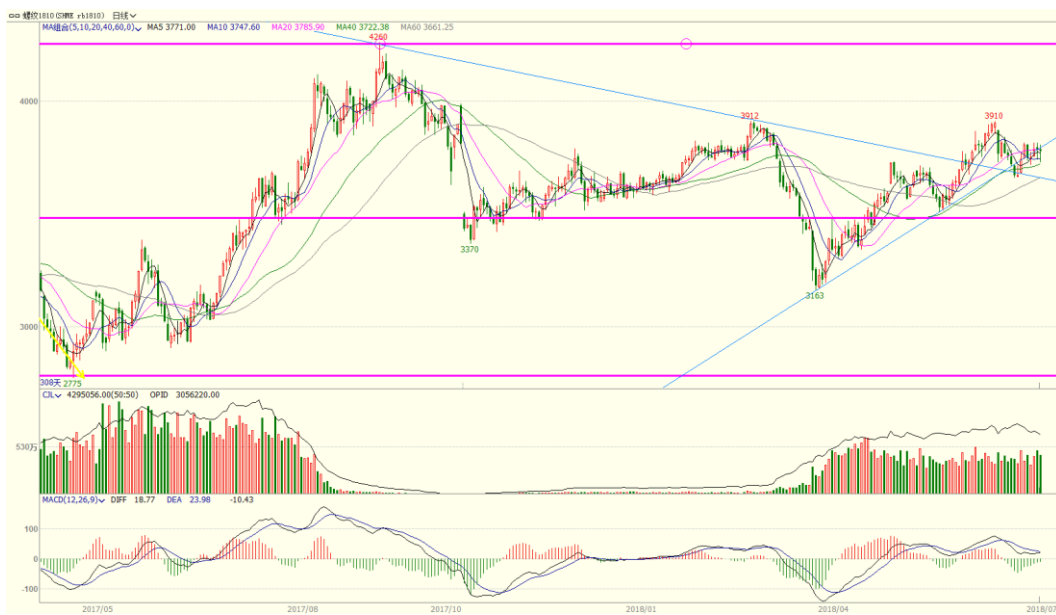 螺纹1810(SHFE rb1810) 日线
MA组合(5,10,20,40,60,0) MA5 3771.00 MA10 3747.60 MA20 3785.90 MA40 3722.38 MA60 3661.25
4260
4000
3912
3910
3370
3163
3000
308天 2775
CJL 4295056.00(50:50) OPID 3056220.00
530万
MACD(12,26,9) DIFF 18.77 DEA 23.98 -10.43
100
0
-100
2017/05 2017/08 2017/10 2018/01 2018/04 2018/07